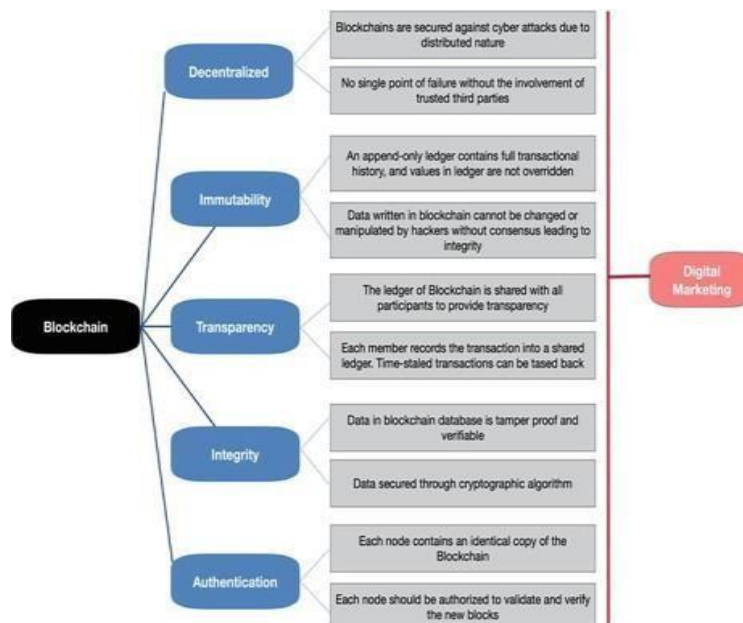 Blockchains are secured against cyber attacks due to
distributed nature
Decentralized
No single point of failure without the involvement of
trusted third parties
An append-only ledger contains full transactional
history, and values in ledger are not overridden
Immutability
Data written in blockchain cannot be changed or
manipulated by hackers without consensus leading to
integrity
Digital
Marketing
The ledger of Blockchain is shared with all
participants to provide transparency
Blockchain
Transparency
Each member records the transaction into a shared
ledger. Time-staled transactions can be tased back
Data in blockchain database is tamper proof and
verifiable
Integrity
Data secured through cryptographic algorithm
Each node contains an identical copy of the
Blockchain
Authentication
Each node should be authorized to validate and verify
the new blocks